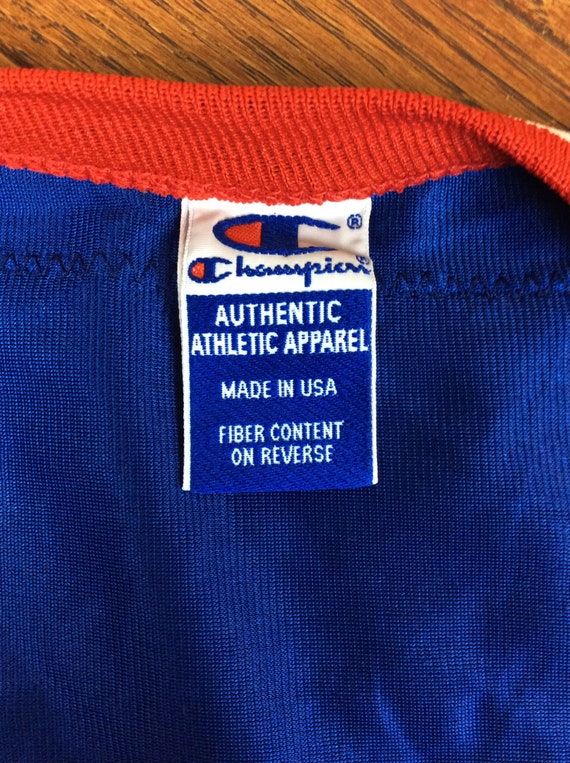 ®
Champion®
AUTHENTIC
ATHLETIC APPAREL
MADE IN USA
FIBER CONTENT
ON REVERSE